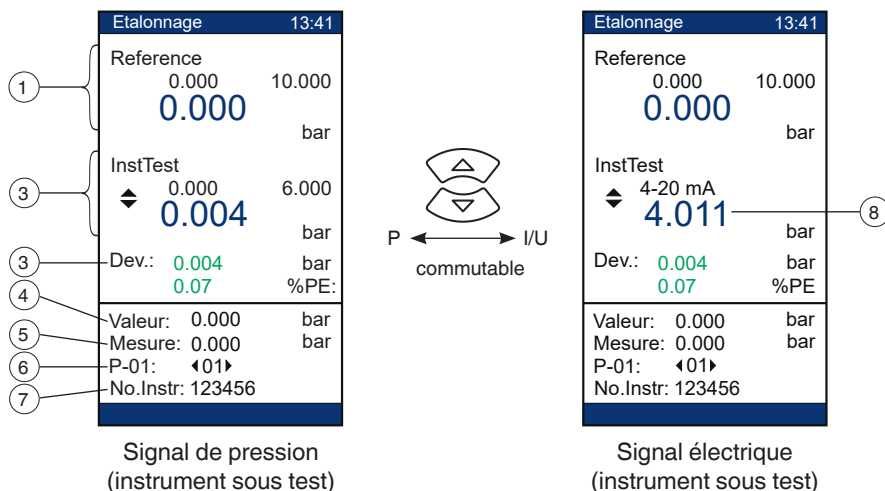 Etalonnage 13:41
Reference
0.000 10.000
0.000
bar
InstTest
0.000 6.000
0.004
bar
Dev.: 0.004 bar
0.07 %PE:
Valeur: 0.000 bar
Mesure: 0.000 bar
P-01: 01
No.Instr: 123456
1
3
3
4
5
6
7
Signal de pression
(instrument sous test)
P I/U
commutable
Etalonnage 13:41
Reference
0.000 10.000
0.000
bar
InstTest
4-20 mA
4.011
bar
Dev.: 0.004 bar
0.07 %PE
Valeur: 0.000 bar
Mesure: 0.000 bar
P-01: 01
No.Instr: 123456
8
Signal électrique
(instrument sous test)